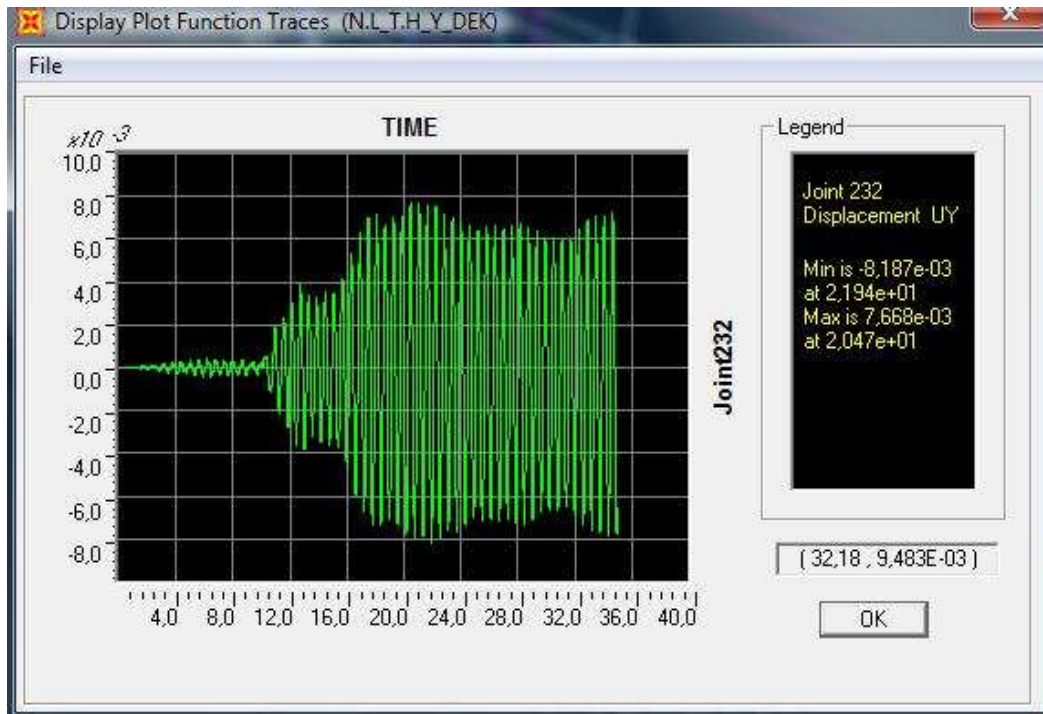 Display Plot Function Traces (N.L_T.H_Y_DEK)
File
x10 -3
TIME
10,0
8,0
6,0
4,0
2,0
0,0
-2,0
-4,0
-6,0
-8,0
4,0 8,0 12,0 16,0 20,0 24,0 28,0 32,0 36,0 40,0
Joint232
Legend
Joint 232
Displacement UY
Min is -8,187e-03
at 2,194e+01
Max is 7,668e-03
at 2,047e+01
( 32,18 , 9,483E-03 )
OK